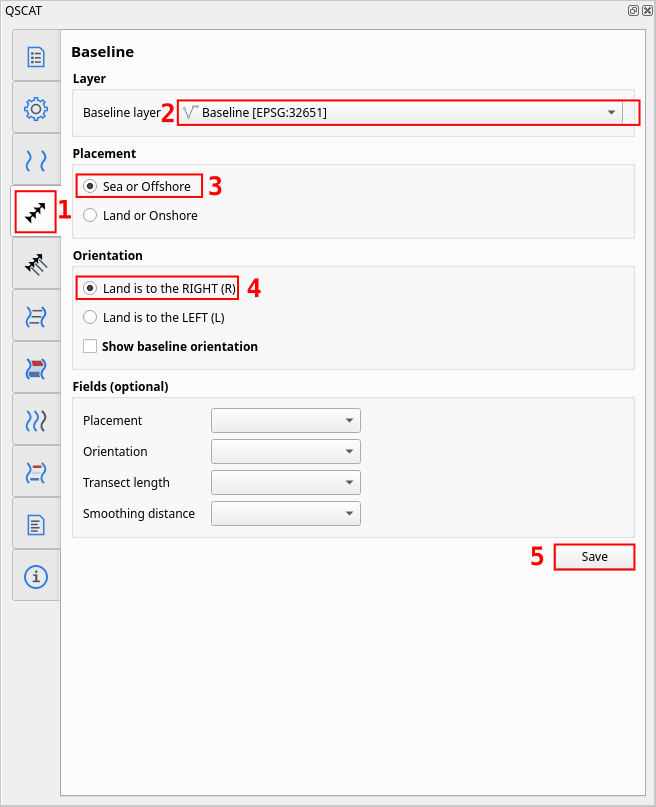 QSCAT
Baseline
Layer
Baseline layer 2 Baseline [EPSG:32651]
Placement
Sea or Offshore 3
1
Land or Onshore
Orientation
Land is to the RIGHT (R) 4
Land is to the LEFT (L)
Show baseline orientation
Fields (optional)
Placement
Orientation
Transect length
Smoothing distance
5 Save